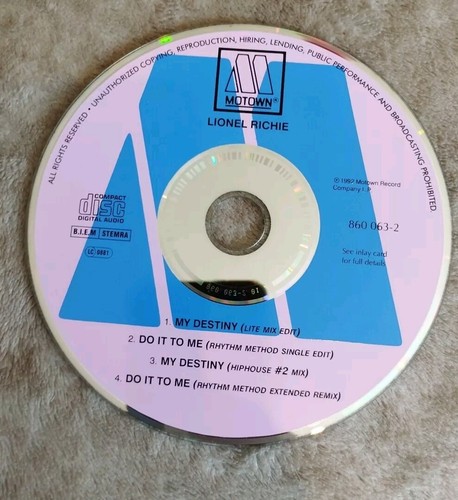 ALL RIGHTS RESERVED • UNAUTHORIZED COPYING, REPRODUCTION, HIRING, LENDING, PUBLIC PERFORMANCE AND BROADCASTING PROHIBITED.
MOTOWN®
LIONEL RICHIE
COMPACT
disc
DIGITAL AUDIO
B.I.E.M STEMRA
LC 0881
℗ 1992 Motown Record
Company L.P.
860 063-2
See inlay card
for full details
1. MY DESTINY (LITE MIX EDIT)
2. DO IT TO ME (RHYTHM METHOD SINGLE EDIT)
3. MY DESTINY (HIPHOUSE #2 MIX)
4. DO IT TO ME (RHYTHM METHOD EXTENDED REMIX)